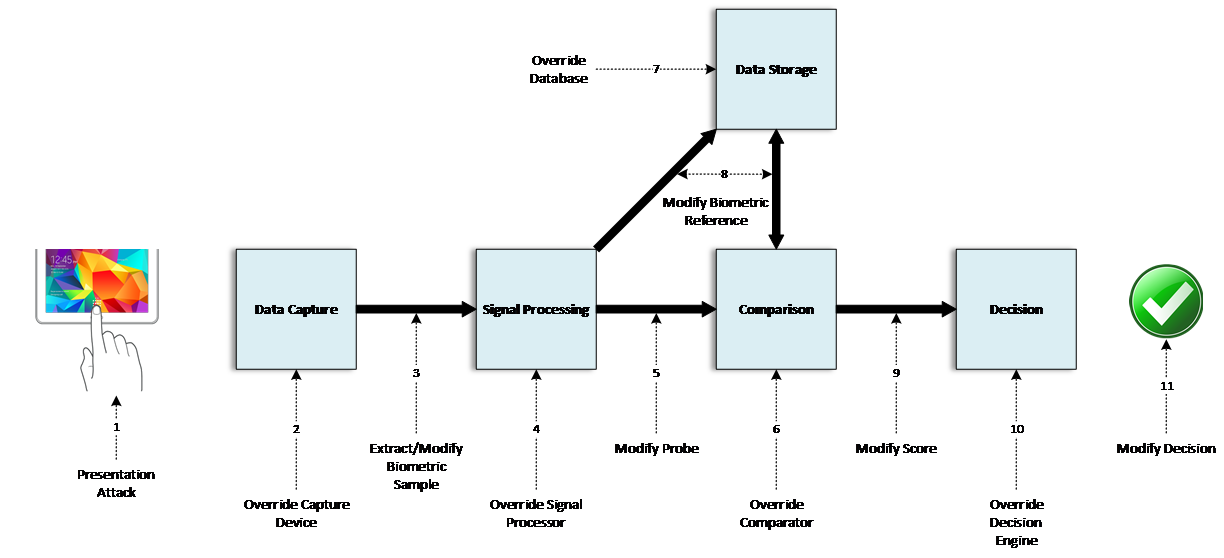 Override
Database
7
Data Storage
8
Modify Biometric
Reference
12.45
Data Capture
Signal Processing
Comparison
Decision
1
2
3
4
5
6
9
10
11
Presentation
Attack
Override Capture
Device
Extract/Modify
Biometric
Sample
Override Signal
Processor
Modify Probe
Override
Comparator
Modify Score
Override
Decision
Engine
Modify Decision